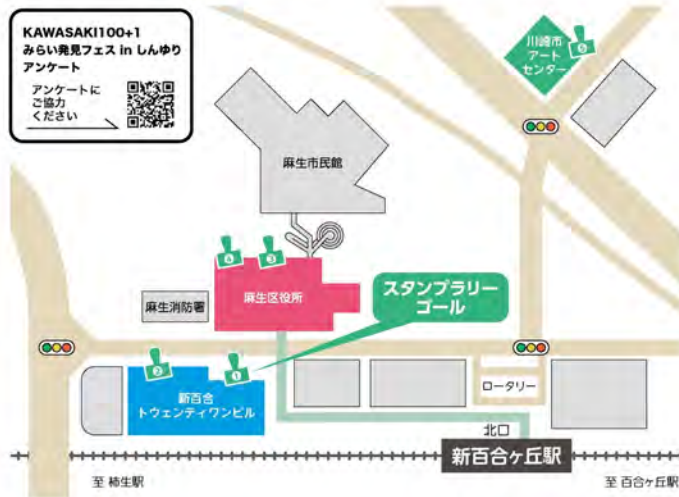 KAWASAKI100+1
みらい発見フェス in しんゆり
アンケート
アンケートに
ご協力
ください
川崎市
アート
センター
5
麻生市民館
4
3
麻生区役所
麻生消防署
スタンプラリー
ゴール
2
1
新百合
トウェンティワンビル
ロータリー
北口
新百合ヶ丘駅
至 柿生駅
至 百合ヶ丘駅